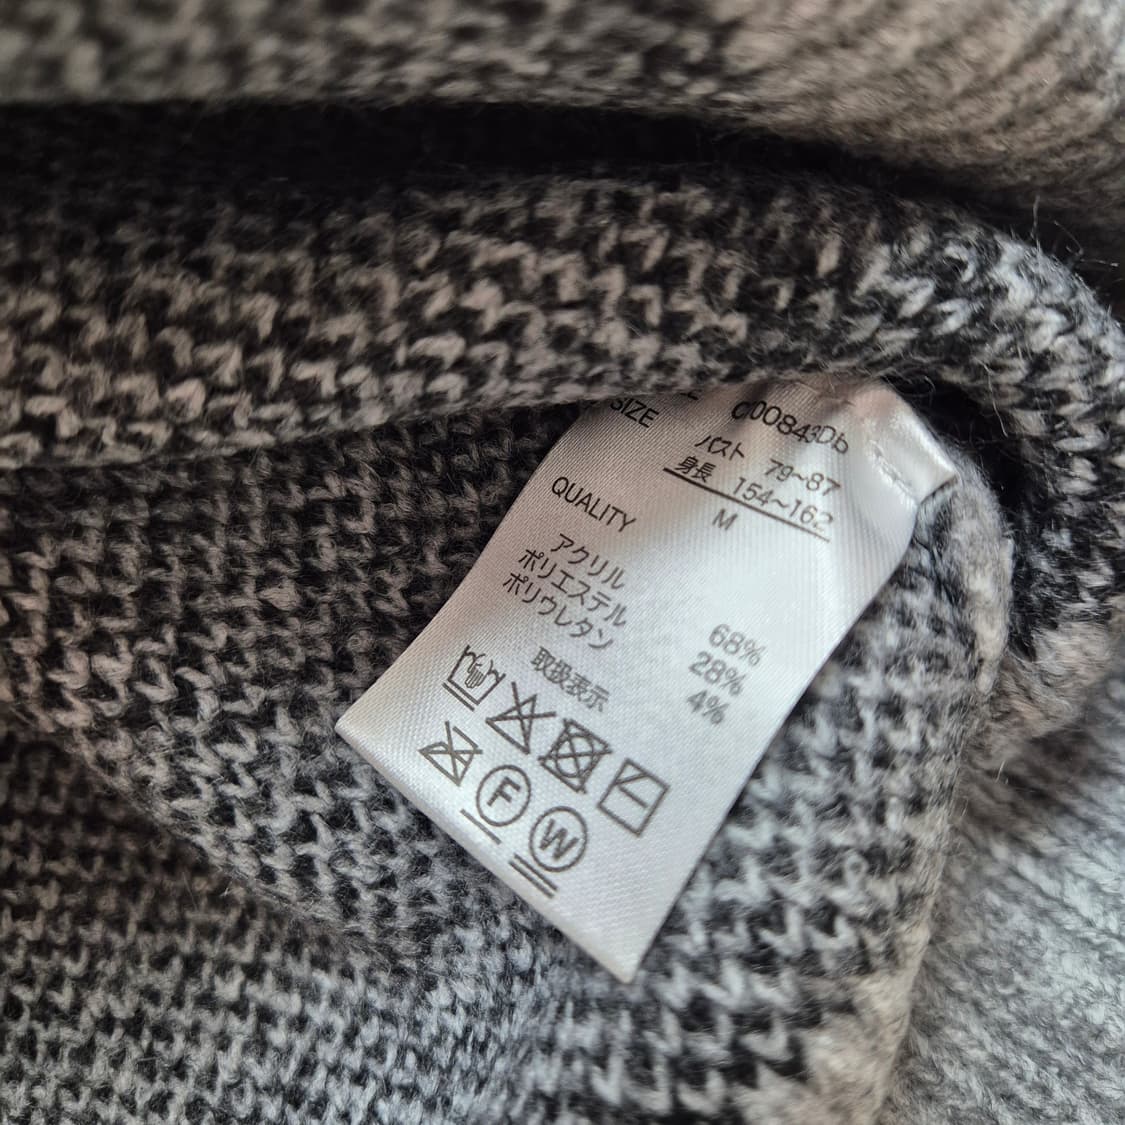 C00843Db
SIZE
バスト 79~87
身長 154~162
M
QUALITY
アクリル 68%
ポリエステル 28%
ポリウレタン 4%
取扱表示
F
W